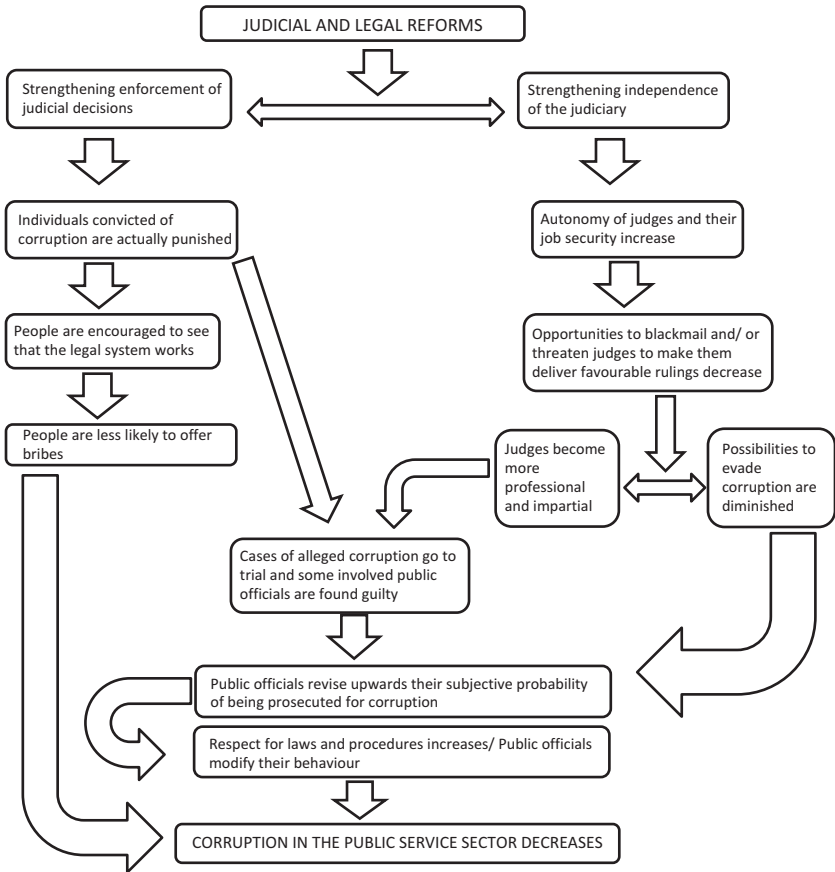 JUDICIAL AND LEGAL REFORMS
Strengthening enforcement of
judicial decisions
Strengthening independence
of the judiciary
Individuals convicted of
corruption are actually punished
Autonomy of judges and their
job security increase
People are encouraged to see
that the legal system works
Opportunities to blackmail and/ or
threaten judges to make them
deliver favourable rulings decrease
People are less likely to offer
bribes
Judges become
more
professional
and impartial
Possibilities to
evade
corruption are
diminished
Cases of alleged corruption go to
trial and some involved public
officials are found guilty
Public officials revise upwards their subjective probability
of being prosecuted for corruption
Respect for laws and procedures increases/ Public officials
modify their behaviour
CORRUPTION IN THE PUBLIC SERVICE SECTOR DECREASES